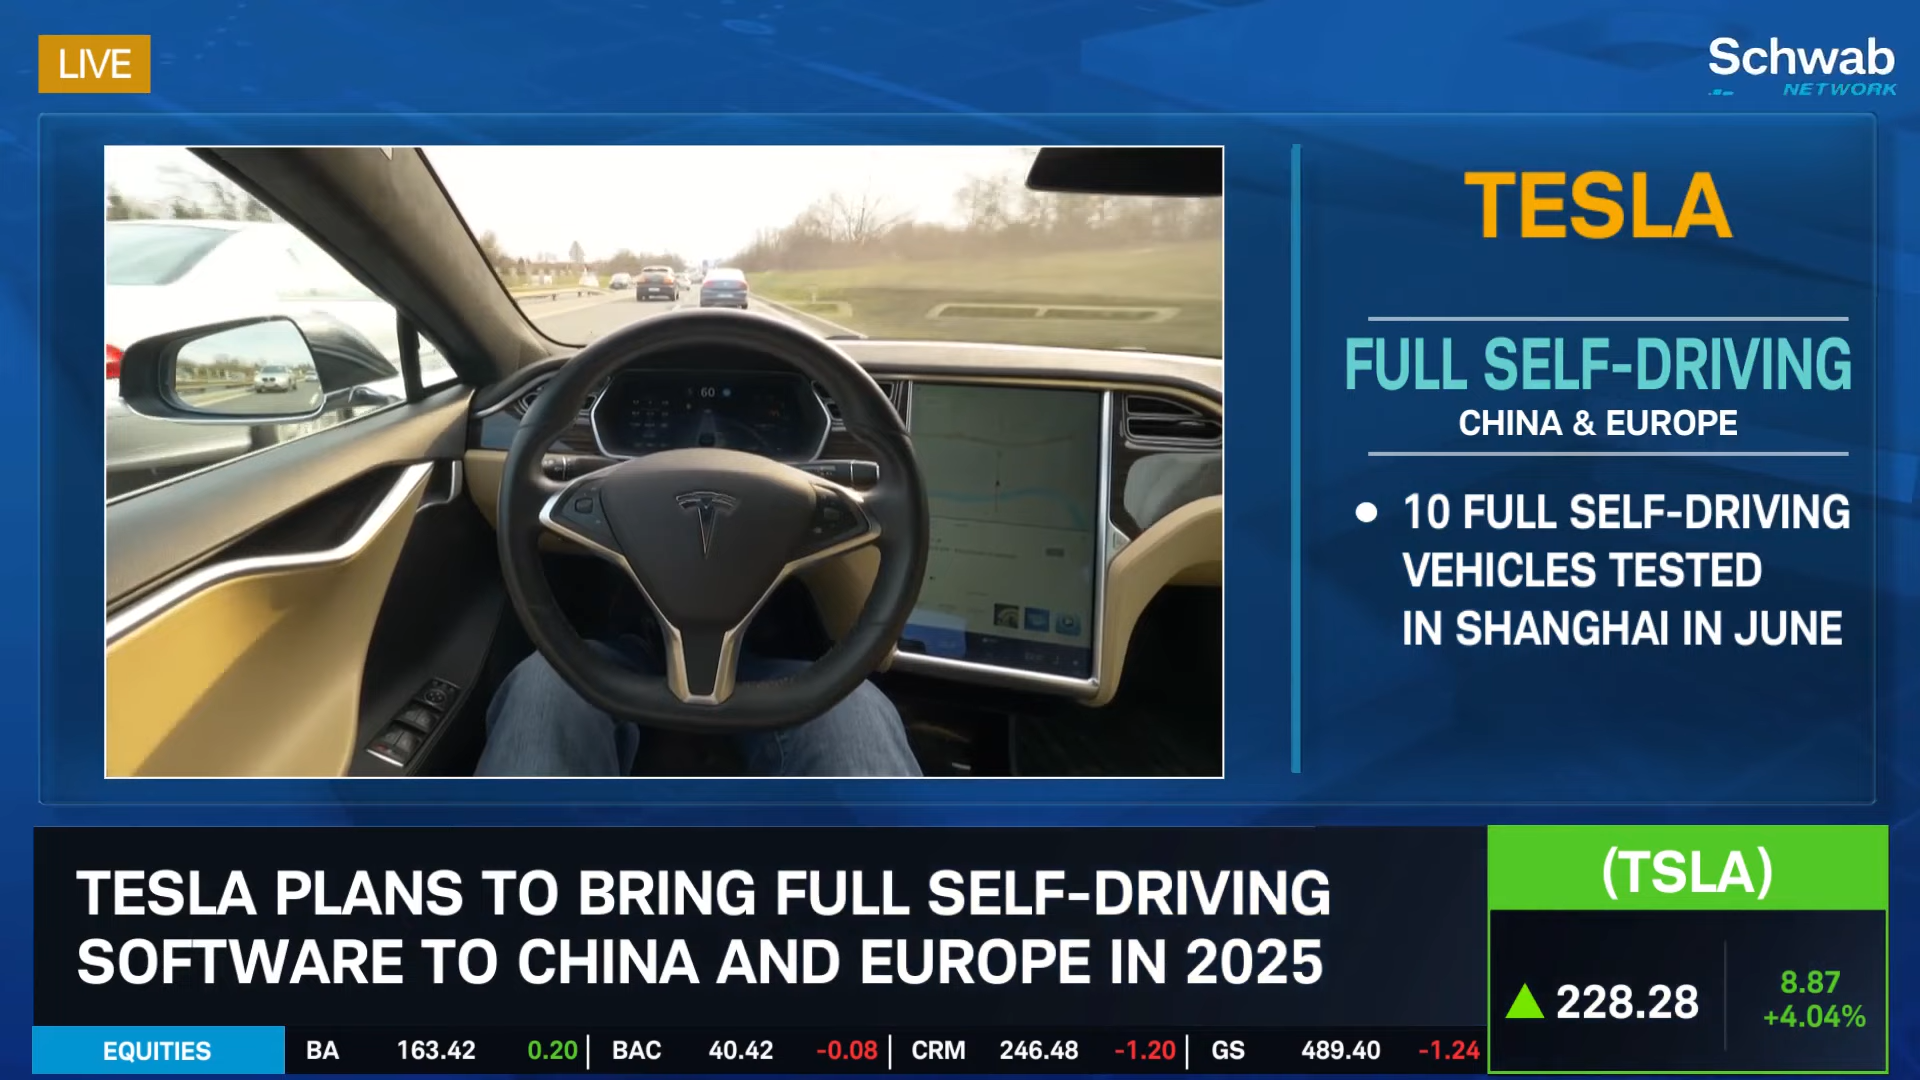 LIVE
Schwab
NETWORK
TESLA
FULL SELF-DRIVING
CHINA & EUROPE
● 10 FULL SELF-DRIVING
VEHICLES TESTED
IN SHANGHAI IN JUNE
60
TESLA PLANS TO BRING FULL SELF-DRIVING
SOFTWARE TO CHINA AND EUROPE IN 2025
(TSLA)
▲ 228.28
8.87
+4.04%
EQUITIES BA 163.42 0.20 | BAC 40.42 -0.08 | CRM 246.48 -1.20 | GS 489.40 -1.24